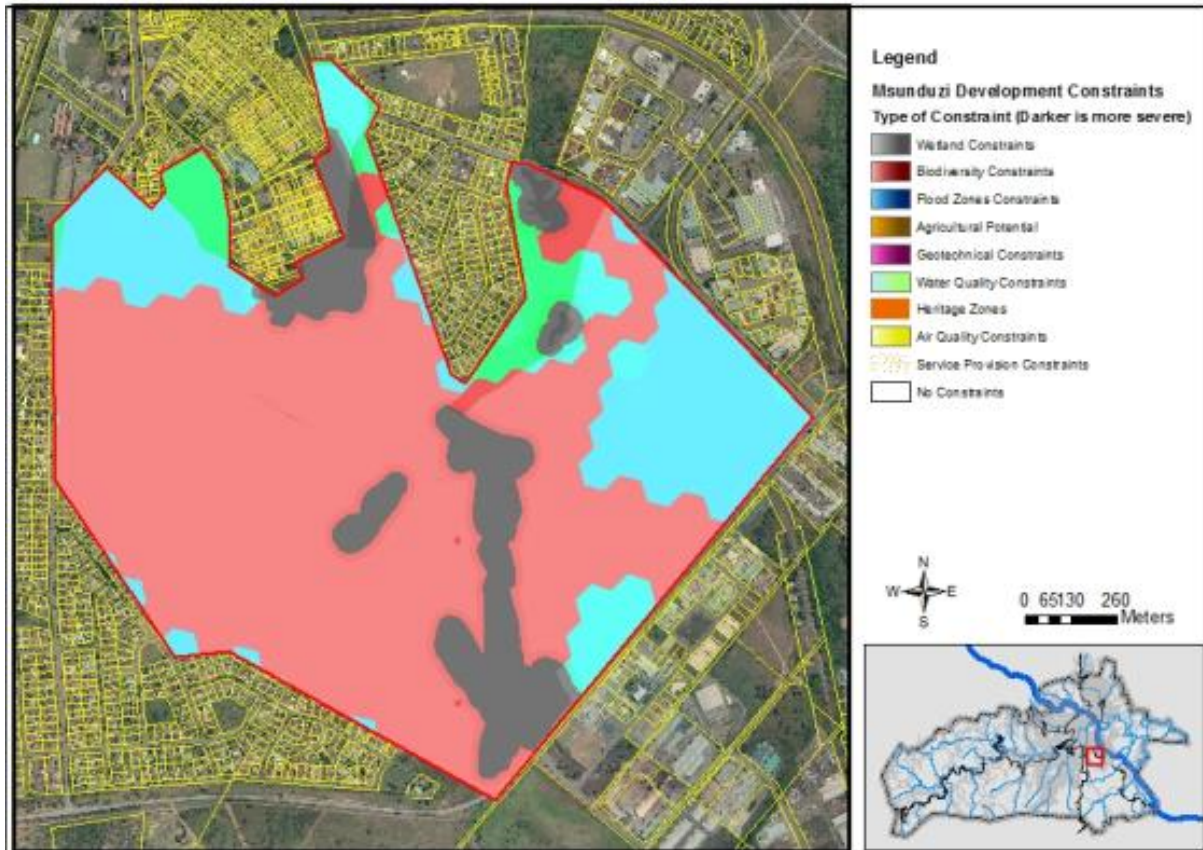 Legend
Msunduzi Development Constraints
Type of Constraint (Darker is more severe)
Wetland Constraints
Biodiversity Constraints
Flood Zones Constraints
Agricultural Potential
Geotechnical Constraints
Water Quality Constraints
Heritage Zones
Air Quality Constraints
Service Provision Constraints
No Constraints
N
W E
S
0 65130 260
Meters